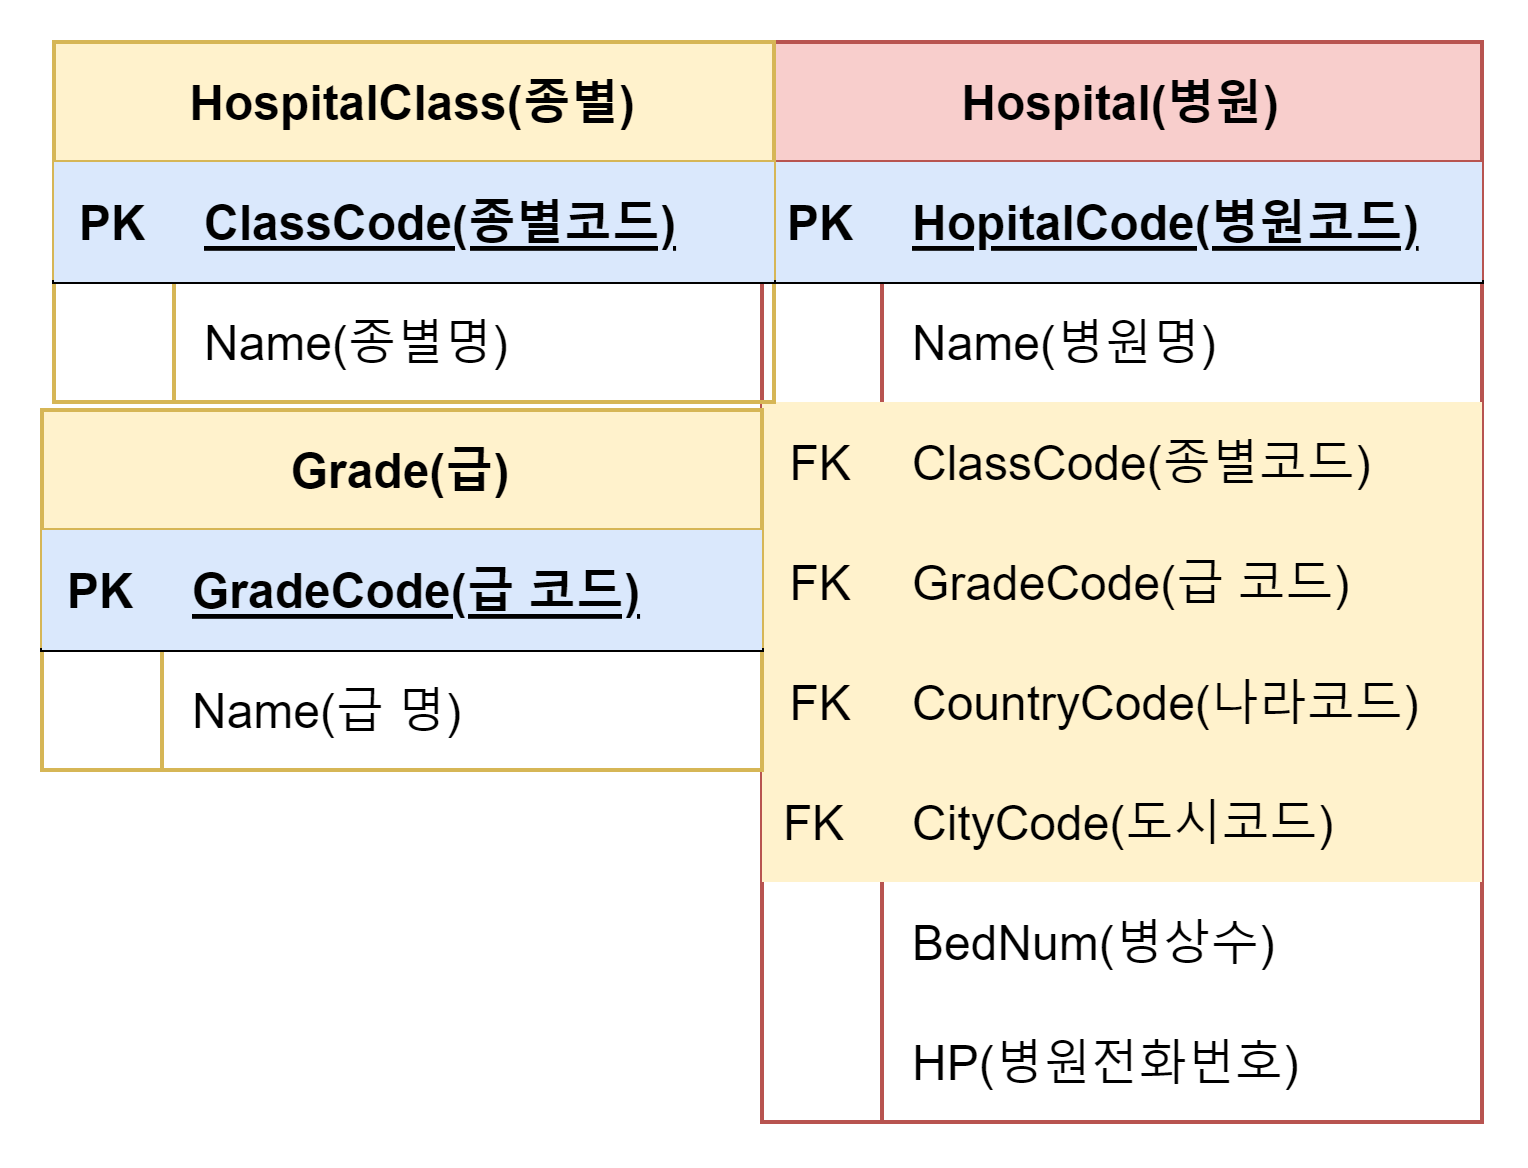 HospitalClass(종별)
PK ClassCode(종별코드)
Name(종별명)
Grade(급)
PK GradeCode(급 코드)
Name(급 명)
Hospital(병원)
PK HopitalCode(병원코드)
Name(병원명)
FK ClassCode(종별코드)
FK GradeCode(급 코드)
FK CountryCode(나라코드)
FK CityCode(도시코드)
BedNum(병상수)
HP(병원전화번호)